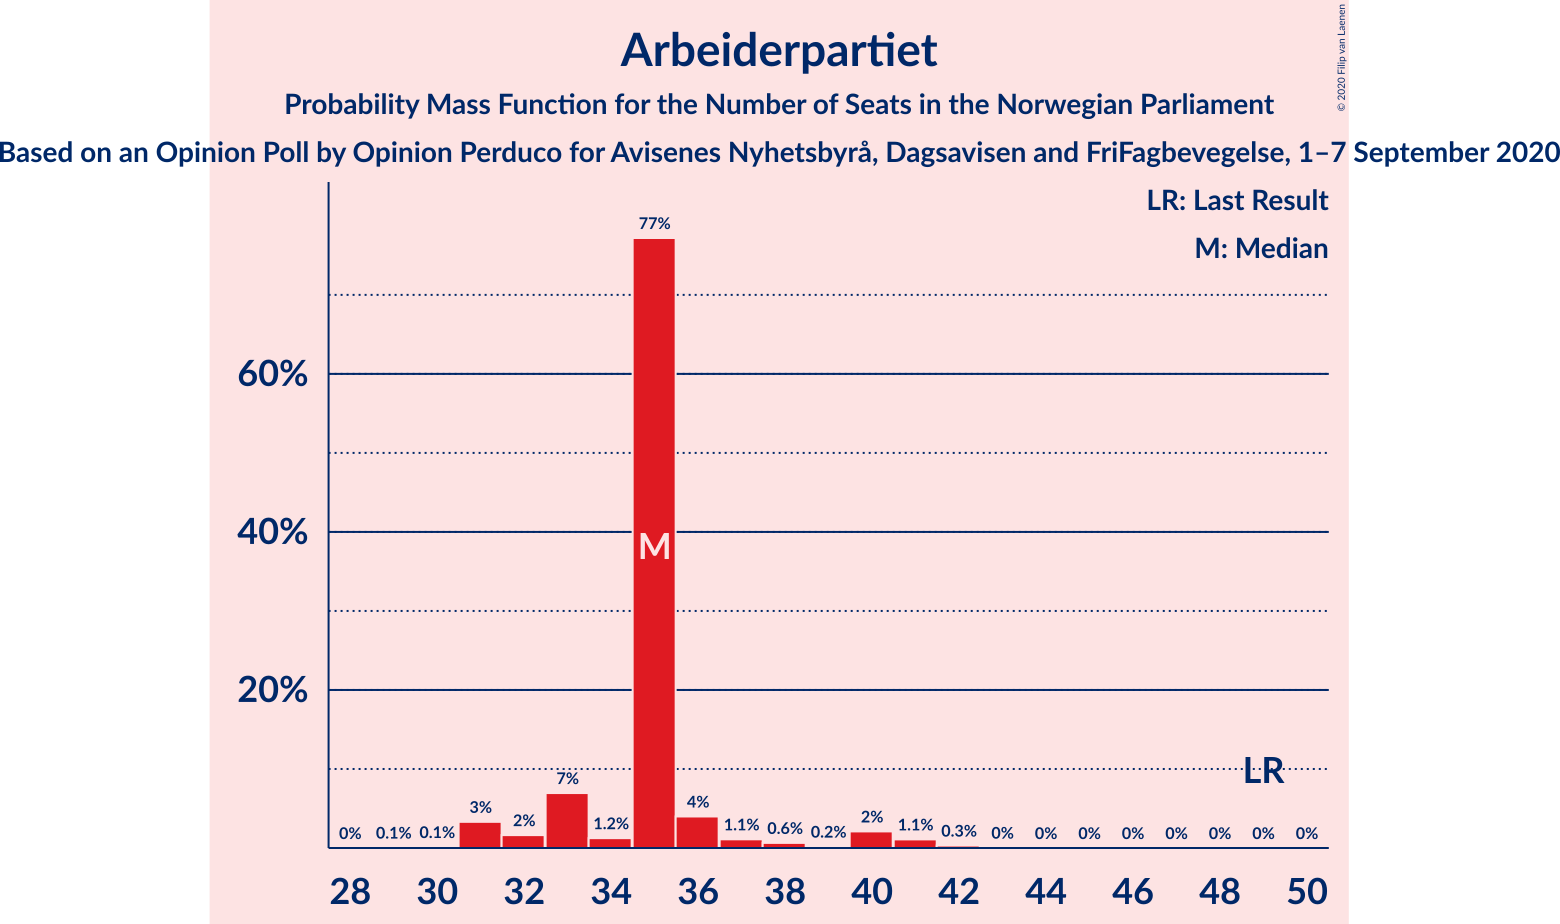 Arbeiderpartiet
Probability Mass Function for the Number of Seats in the Norwegian Parliament
Based on an Opinion Poll by Opinion Perduco for Avisenes Nyhetsbyrå, Dagsavisen and FriFagbevegelse, 1–7 September 2020
© 2020 Filip van Laenen
LR: Last Result
M: Median
77%
60%
40%
M
20%
LR
0% 0.1% 0.1% 3% 2% 7% 1.2% 4% 1.1% 0.6% 0.2% 2% 1.1% 0.3% 0% 0% 0% 0% 0% 0% 0% 0%
28 30 32 34 36 38 40 42 44 46 48 50